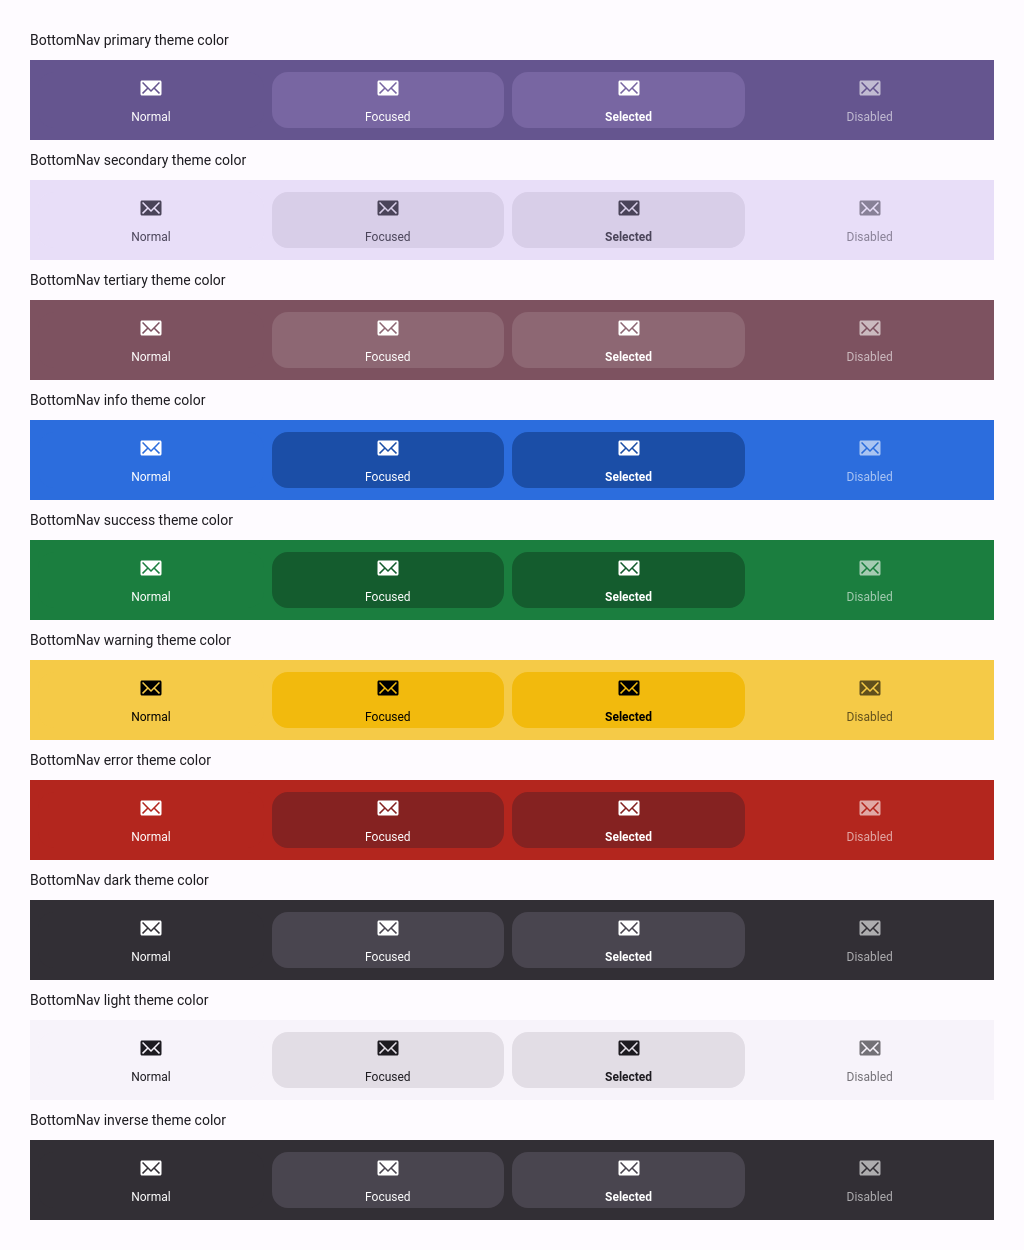 BottomNav primary theme color
Normal Focused Selected Disabled
BottomNav secondary theme color
Normal Focused Selected Disabled
BottomNav tertiary theme color
Normal Focused Selected Disabled
BottomNav info theme color
Normal Focused Selected Disabled
BottomNav success theme color
Normal Focused Selected Disabled
BottomNav warning theme color
Normal Focused Selected Disabled
BottomNav error theme color
Normal Focused Selected Disabled
BottomNav dark theme color
Normal Focused Selected Disabled
BottomNav light theme color
Normal Focused Selected Disabled
BottomNav inverse theme color
Normal Focused Selected Disabled